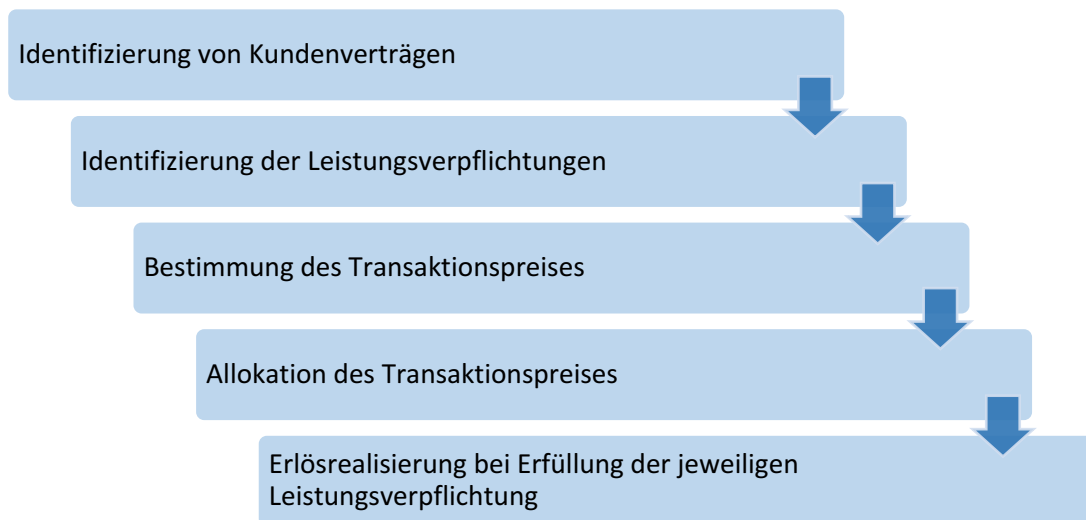 Identifizierung von Kundenverträgen
Identifizierung der Leistungsverpflichtungen
Bestimmung des Transaktionspreises
Allokation des Transaktionspreises
Erlösrealisierung bei Erfüllung der jeweiligen
Leistungsverpflichtung